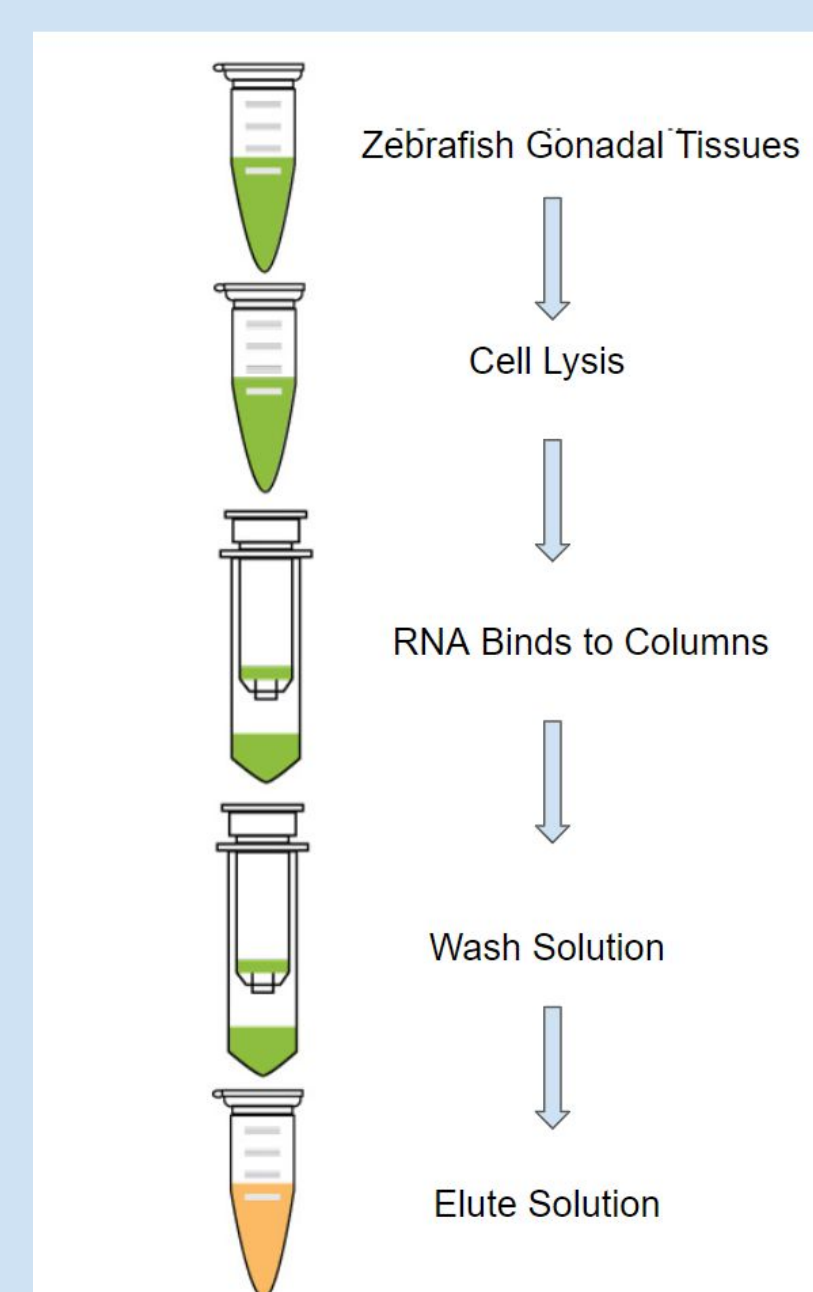 Zebrafish Gonadal Tissues
Cell Lysis
RNA Binds to Columns
Wash Solution
Elute Solution